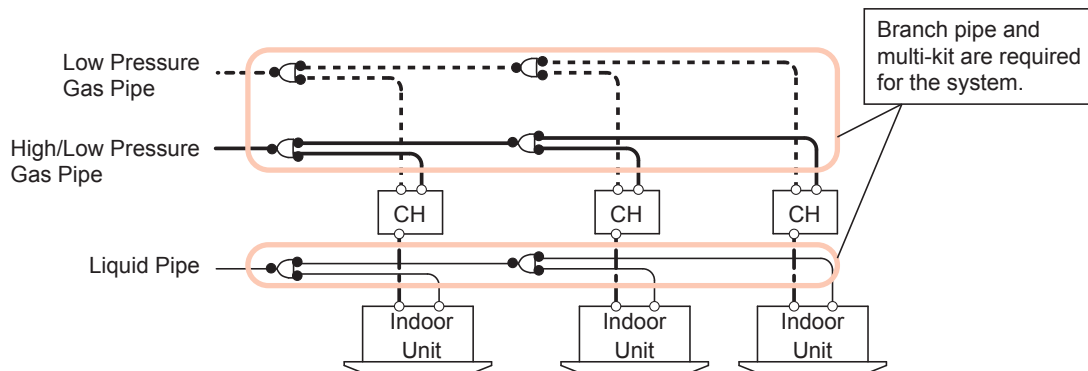 Low Pressure
Gas Pipe
Branch pipe and
multi-kit are required
for the system.
High/Low Pressure
Gas Pipe
CH
CH
CH
Liquid Pipe
Indoor
Unit
Indoor
Unit
Indoor
Unit